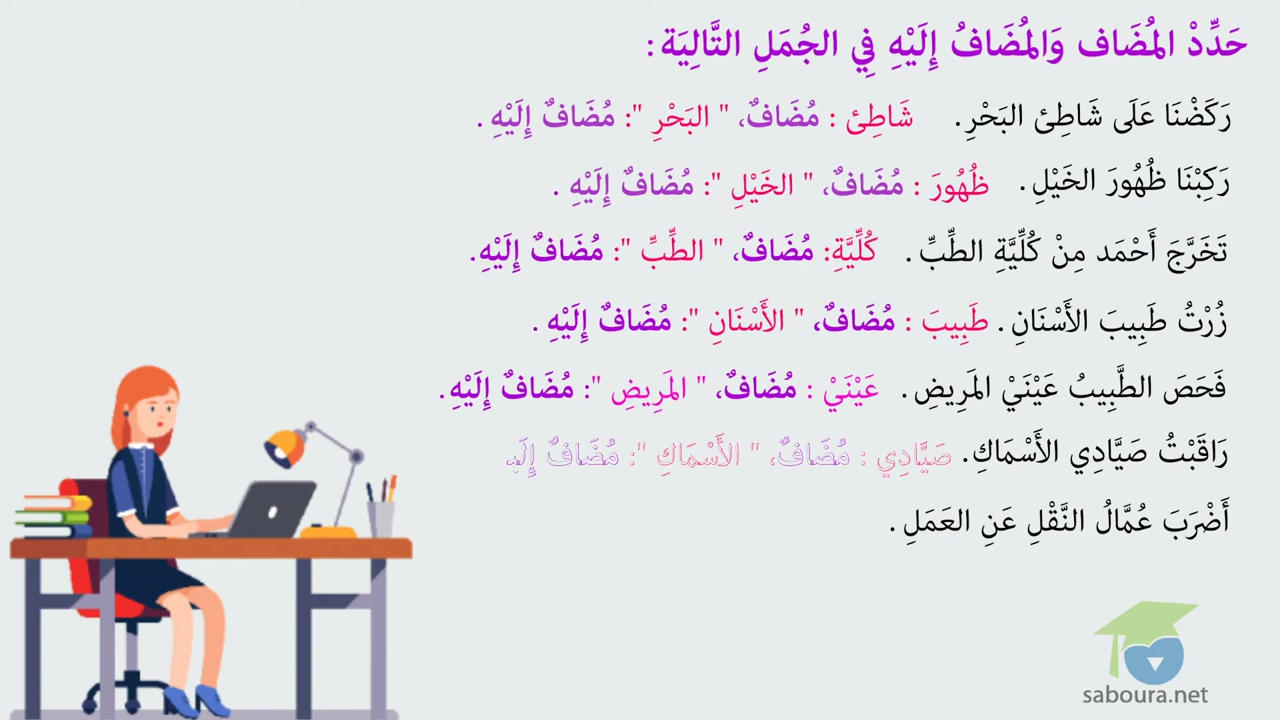 حَدِّدْ المُضَاف وَالمُضَافُ إِلَيْهِ فِي الجُمَلِ التَّالِيَة :
رَكَضْنَا عَلَى شَاطِئ البَحْرِ. شَاطِئ : مُضَافٌ، " البَحْرِ ": مُضَافٌ إِلَيْهِ .
رَكِبْنَا ظُهُورَ الخَيْلِ. ظُهُورَ : مُضَافٌ، " الخَيْلِ ": مُضَافٌ إِلَيْهِ .
تَخَرَّجَ أَحْمَد مِنْ كُلِّيَّةِ الطِّبِّ . كُلِّيَّةِ: مُضَافٌ، " الطِّبِّ ": مُضَافٌ إِلَيْهِ.
زُرْتُ طَبِيبَ الأَسْنَانِ . طَبِيبَ : مُضَافٌ، " الأَسْنَانِ ": مُضَافٌ إِلَيْهِ .
فَحَصَ الطَّبِيبُ عَيْنَيْ المَرِيضِ. عَيْنَيْ : مُضَافٌ، " المَرِيضِ ": مُضَافٌ إِلَيْهِ.
رَاقَبْتُ صَيَّادِي الأَسْمَاكِ. صَيَّادِي : مُضَافٌ، " الأَسْمَاكِ ": مُضَافٌ إِلَيْ
أَضْرَبَ عُمَّالُ النَّقْلِ عَنِ العَمَلِ .
saboura.net